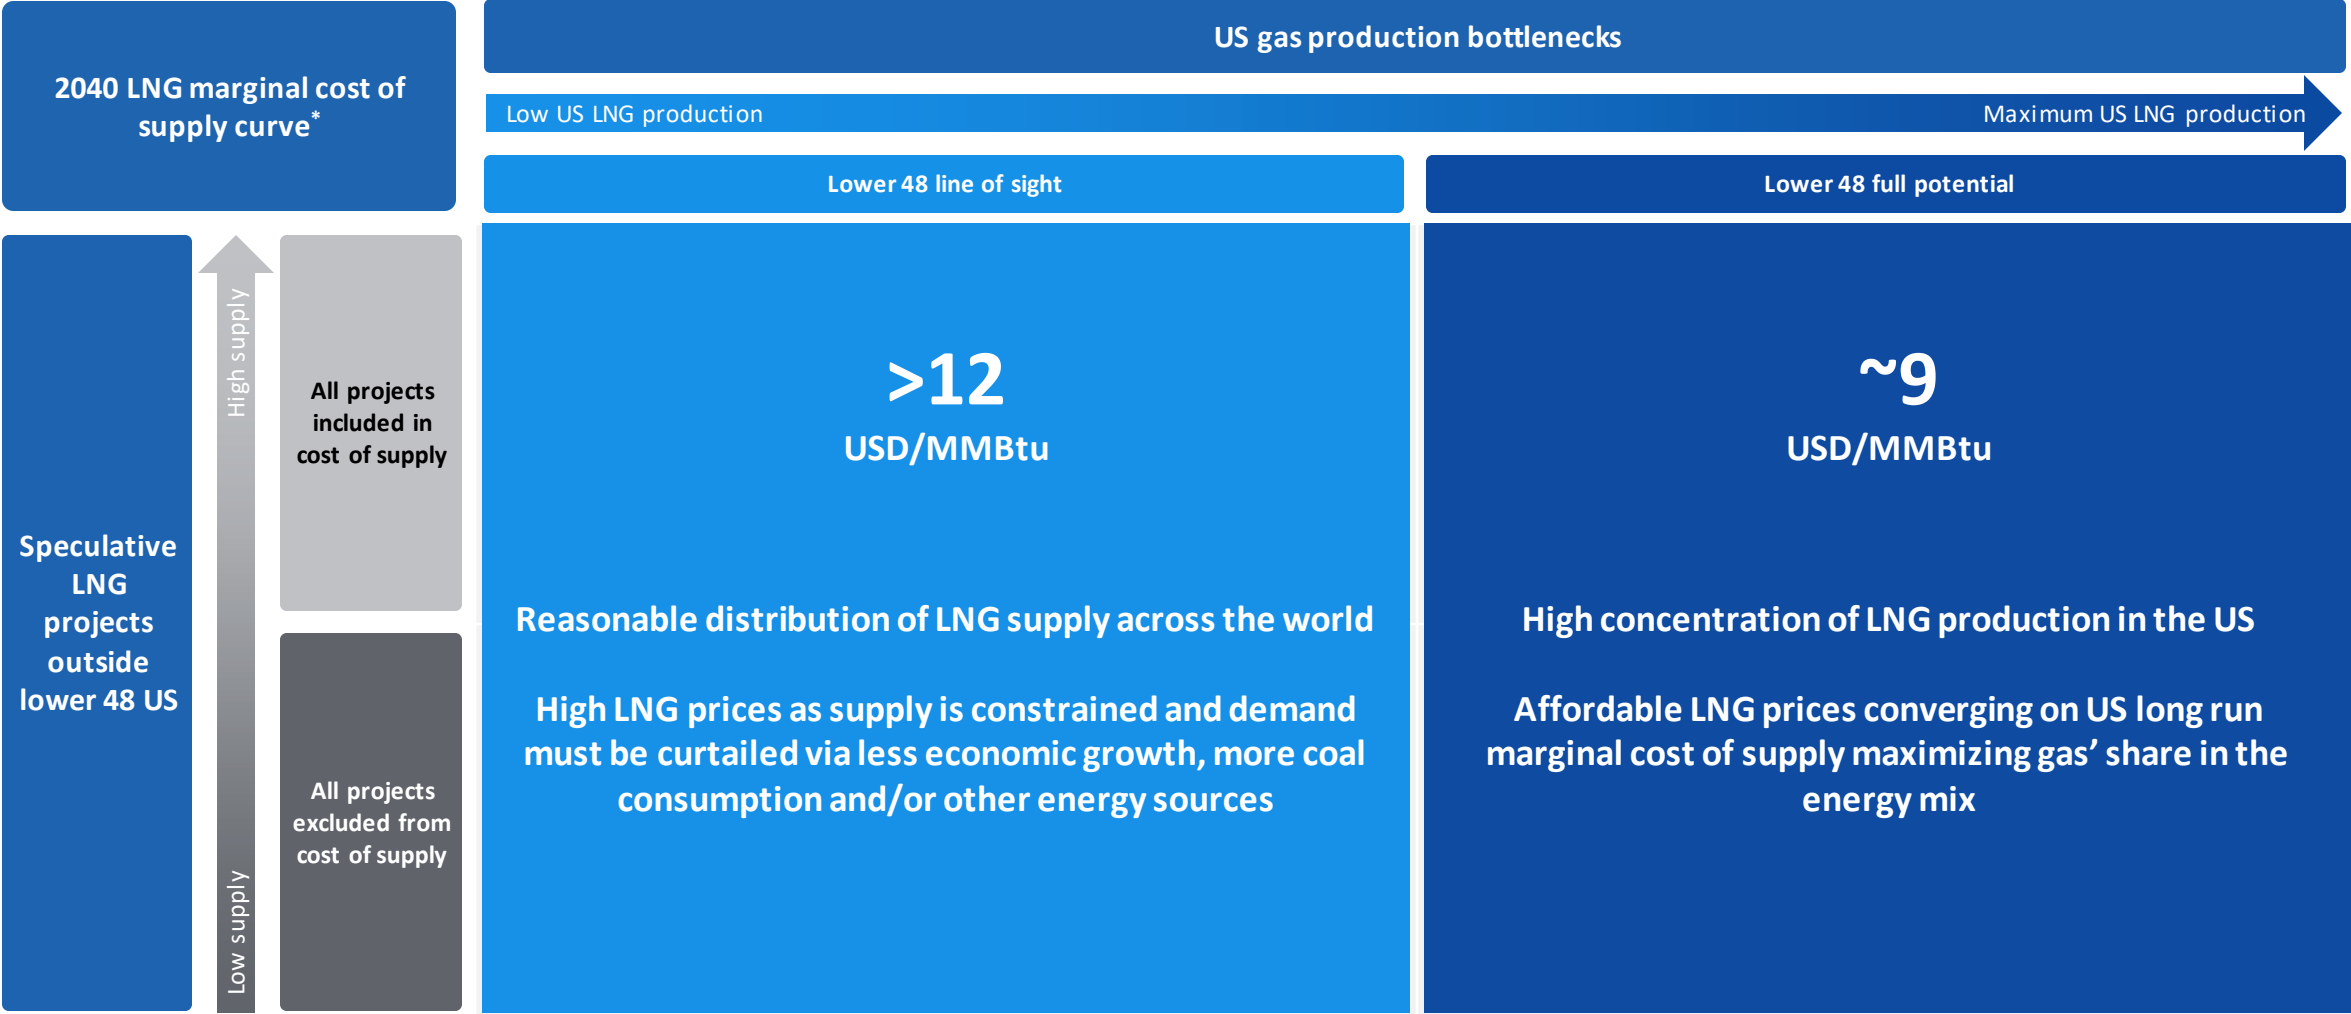 2040 LNG marginal cost of
supply curve*
US gas production bottlenecks
Low US LNG production
Maximum US LNG production
Lower 48 line of sight
Lower 48 full potential
Speculative
LNG
projects
outside
lower 48 US
High supply
Low supply
All projects
included in
cost of supply
All projects
excluded from
cost of supply
>12
USD/MMBtu
Reasonable distribution of LNG supply across the world
High LNG prices as supply is constrained and demand
must be curtailed via less economic growth, more coal
consumption and/or other energy sources
~9
USD/MMBtu
High concentration of LNG production in the US
Affordable LNG prices converging on US long run
marginal cost of supply maximizing gas’ share in the
energy mix